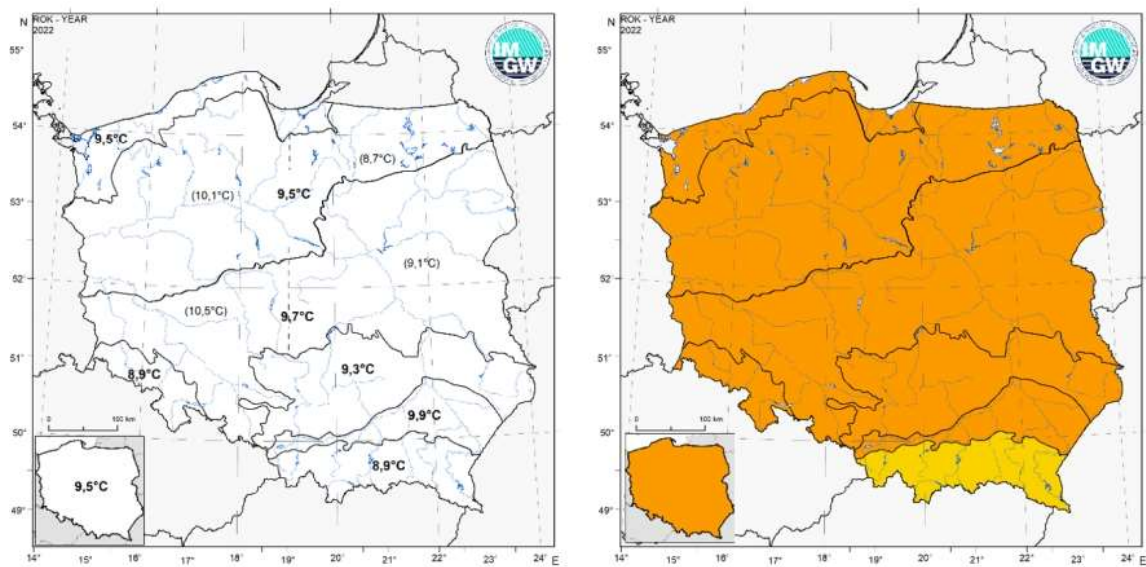 N
ROK - YEAR
2022
IM
GW
55°
54°
53°
52°
51°
50°
49°
9,5°C
(8,7°C)
(10,1°C)
9,5°C
(9,1°C)
(10,5°C)
9,7°C
8,9°C
9,3°C
9,9°C
8,9°C
0 100 km
9,5°C
14° 15° 16° 17° 18° 19° 20° 21° 22° 23° E
N
ROK - YEAR
2022
IM
GW
55°
54°
53°
52°
51°
50°
49°
0 100 km
14° 15° 16° 17° 18° 19° 20° 21° 22° 23° 24° E